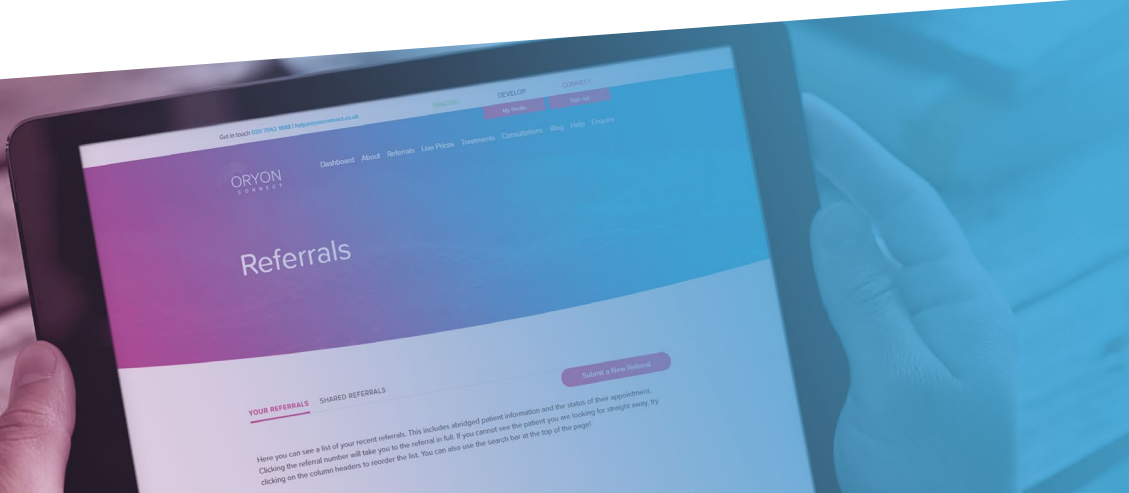 Get in touch 020 7042 1888 | help@oryonconnect.co.uk
DEVELOP
CONNECT
My Profile
Sign out
ORYON
CONNECT
Dashboard About Referrals Live Prices Treatments Consultations Blog Help Enquire
Referrals
YOUR REFERRALS SHARED REFERRALS
Submit a New Referral
Here you can see a list of your recent referrals. This includes abridged patient information and the status of their appointment.
Clicking the referral number will take you to the referral in full. If you cannot see the patient you are looking for straight away, try
clicking on the column headers to reorder the list. You can also use the search bar at the top of the page!